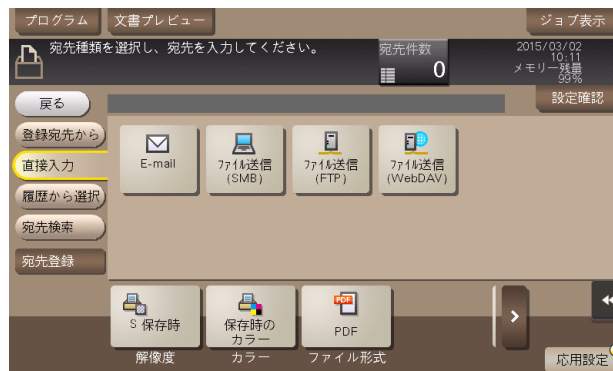 プログラム
文書プレビュー
ジョブ表示
宛先種類を選択し、宛先を入力してください。
宛先件数
0
2015/03/02
10:11
メモリー残量
99%
戻る
設定確認
登録宛先から
直接入力
履歴から選択
宛先検索
宛先登録
E-mail
ファイル送信
(SMB)
ファイル送信
(FTP)
ファイル送信
(WebDAV)
S 保存時
解像度
保存時の
カラー
カラー
PDF
PDF
ファイル形式
応用設定